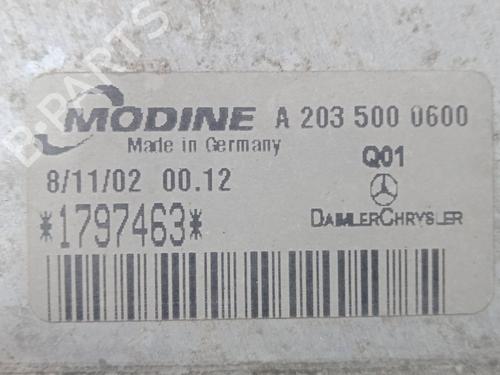 MODINE A 203 500 0600
Made in Germany Q01
8/11/02 00.12
DAIMLERCHRYSLER
*1797463*
B-PARTS